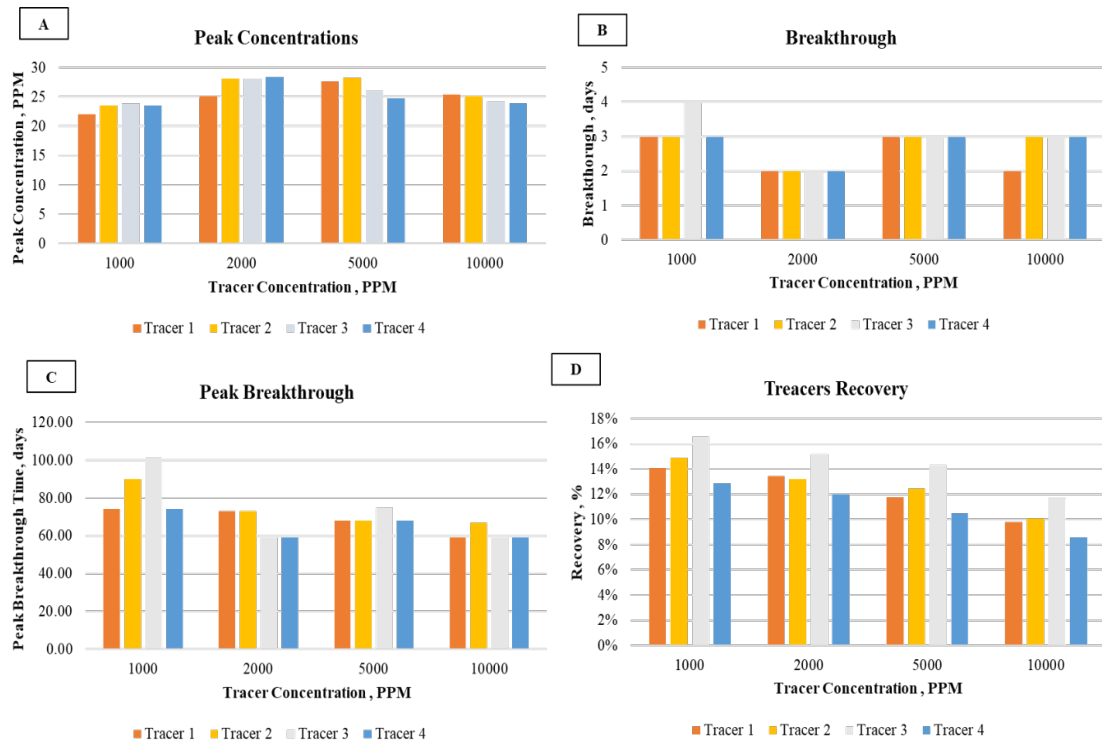 A
Peak Concentrations
Peak Concentration , PPM
30
25
20
15
10
5
0
1000 2000 5000 10000
Tracer Concentration , PPM
Tracer 1 Tracer 2 Tracer 3 Tracer 4
B
Breakthrough
Breakthorugh , days
5
4
3
2
1
0
1000 2000 5000 10000
Tracer Concentration , PPM
Tracer 1 Tracer 2 Tracer 3 Tracer 4
C
Peak Breakthrough
Peak Breakthrough Time, days
120.00
100.00
80.00
60.00
40.00
20.00
0.00
1000 2000 5000 10000
Tracer Concentration , PPM
Tracer 1 Tracer 2 Tracer 3 Tracer 4
D
Treacers Recovery
Recovery , %
18%
16%
14%
12%
10%
8%
6%
4%
2%
0%
1000 2000 5000 10000
Tracer Concentration , PPM
Tracer 1 Tracer 2 Tracer 3 Tracer 4